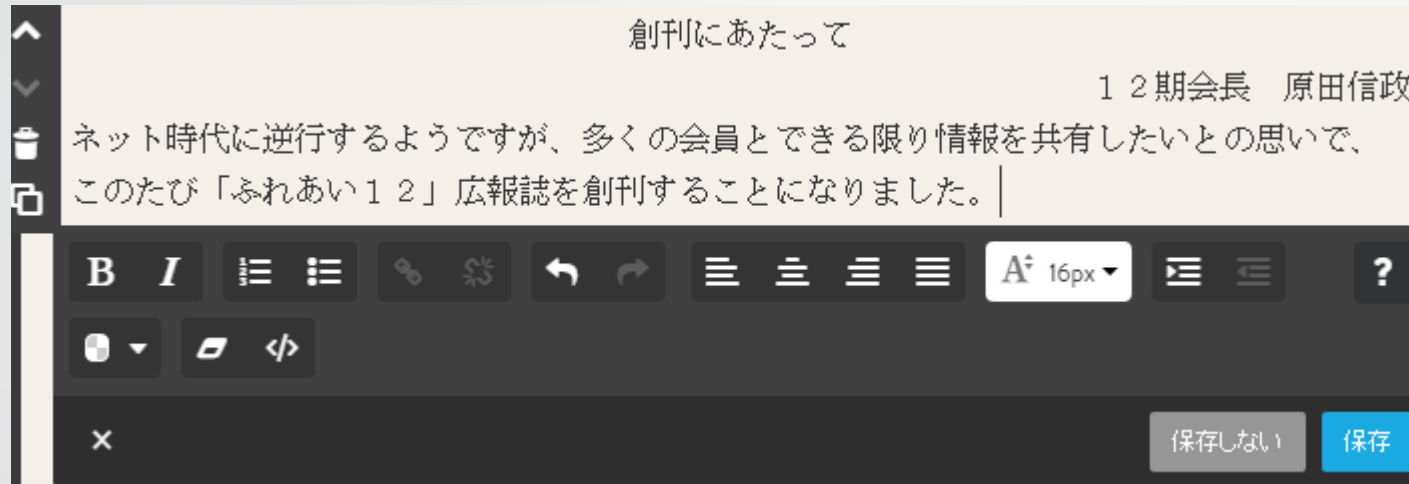 創刊にあたって
１２期会長　原田信政
ネット時代に逆行するようですが、多くの会員とできる限り情報を共有したいとの思いで、
このたび「ふれあい１２」広報誌を創刊することになりました。
B I A 16px ?
</>
× 保存しない 保存